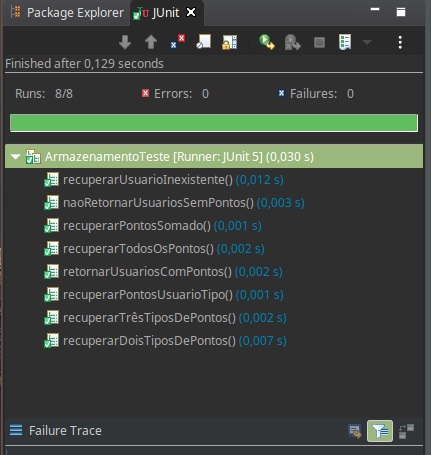 Package Explorer JUnit
Finished after 0,129 seconds
Runs: 8/8 Errors: 0 Failures: 0
ArmazenamentoTeste [Runner: JUnit 5] (0,030 s)
recuperarUsuarioInexistente() (0,012 s)
naoRetornarUsuariosSemPontos() (0,003 s)
recuperarPontosSomado() (0,001 s)
recuperarTodosOsPontos() (0,002 s)
retornarUsuariosComPontos() (0,002 s)
recuperarPontosUsuarioTipo() (0,001 s)
recuperarTrêsTiposDePontos() (0,002 s)
recuperarDoisTiposDePontos() (0,007 s)
Failure Trace